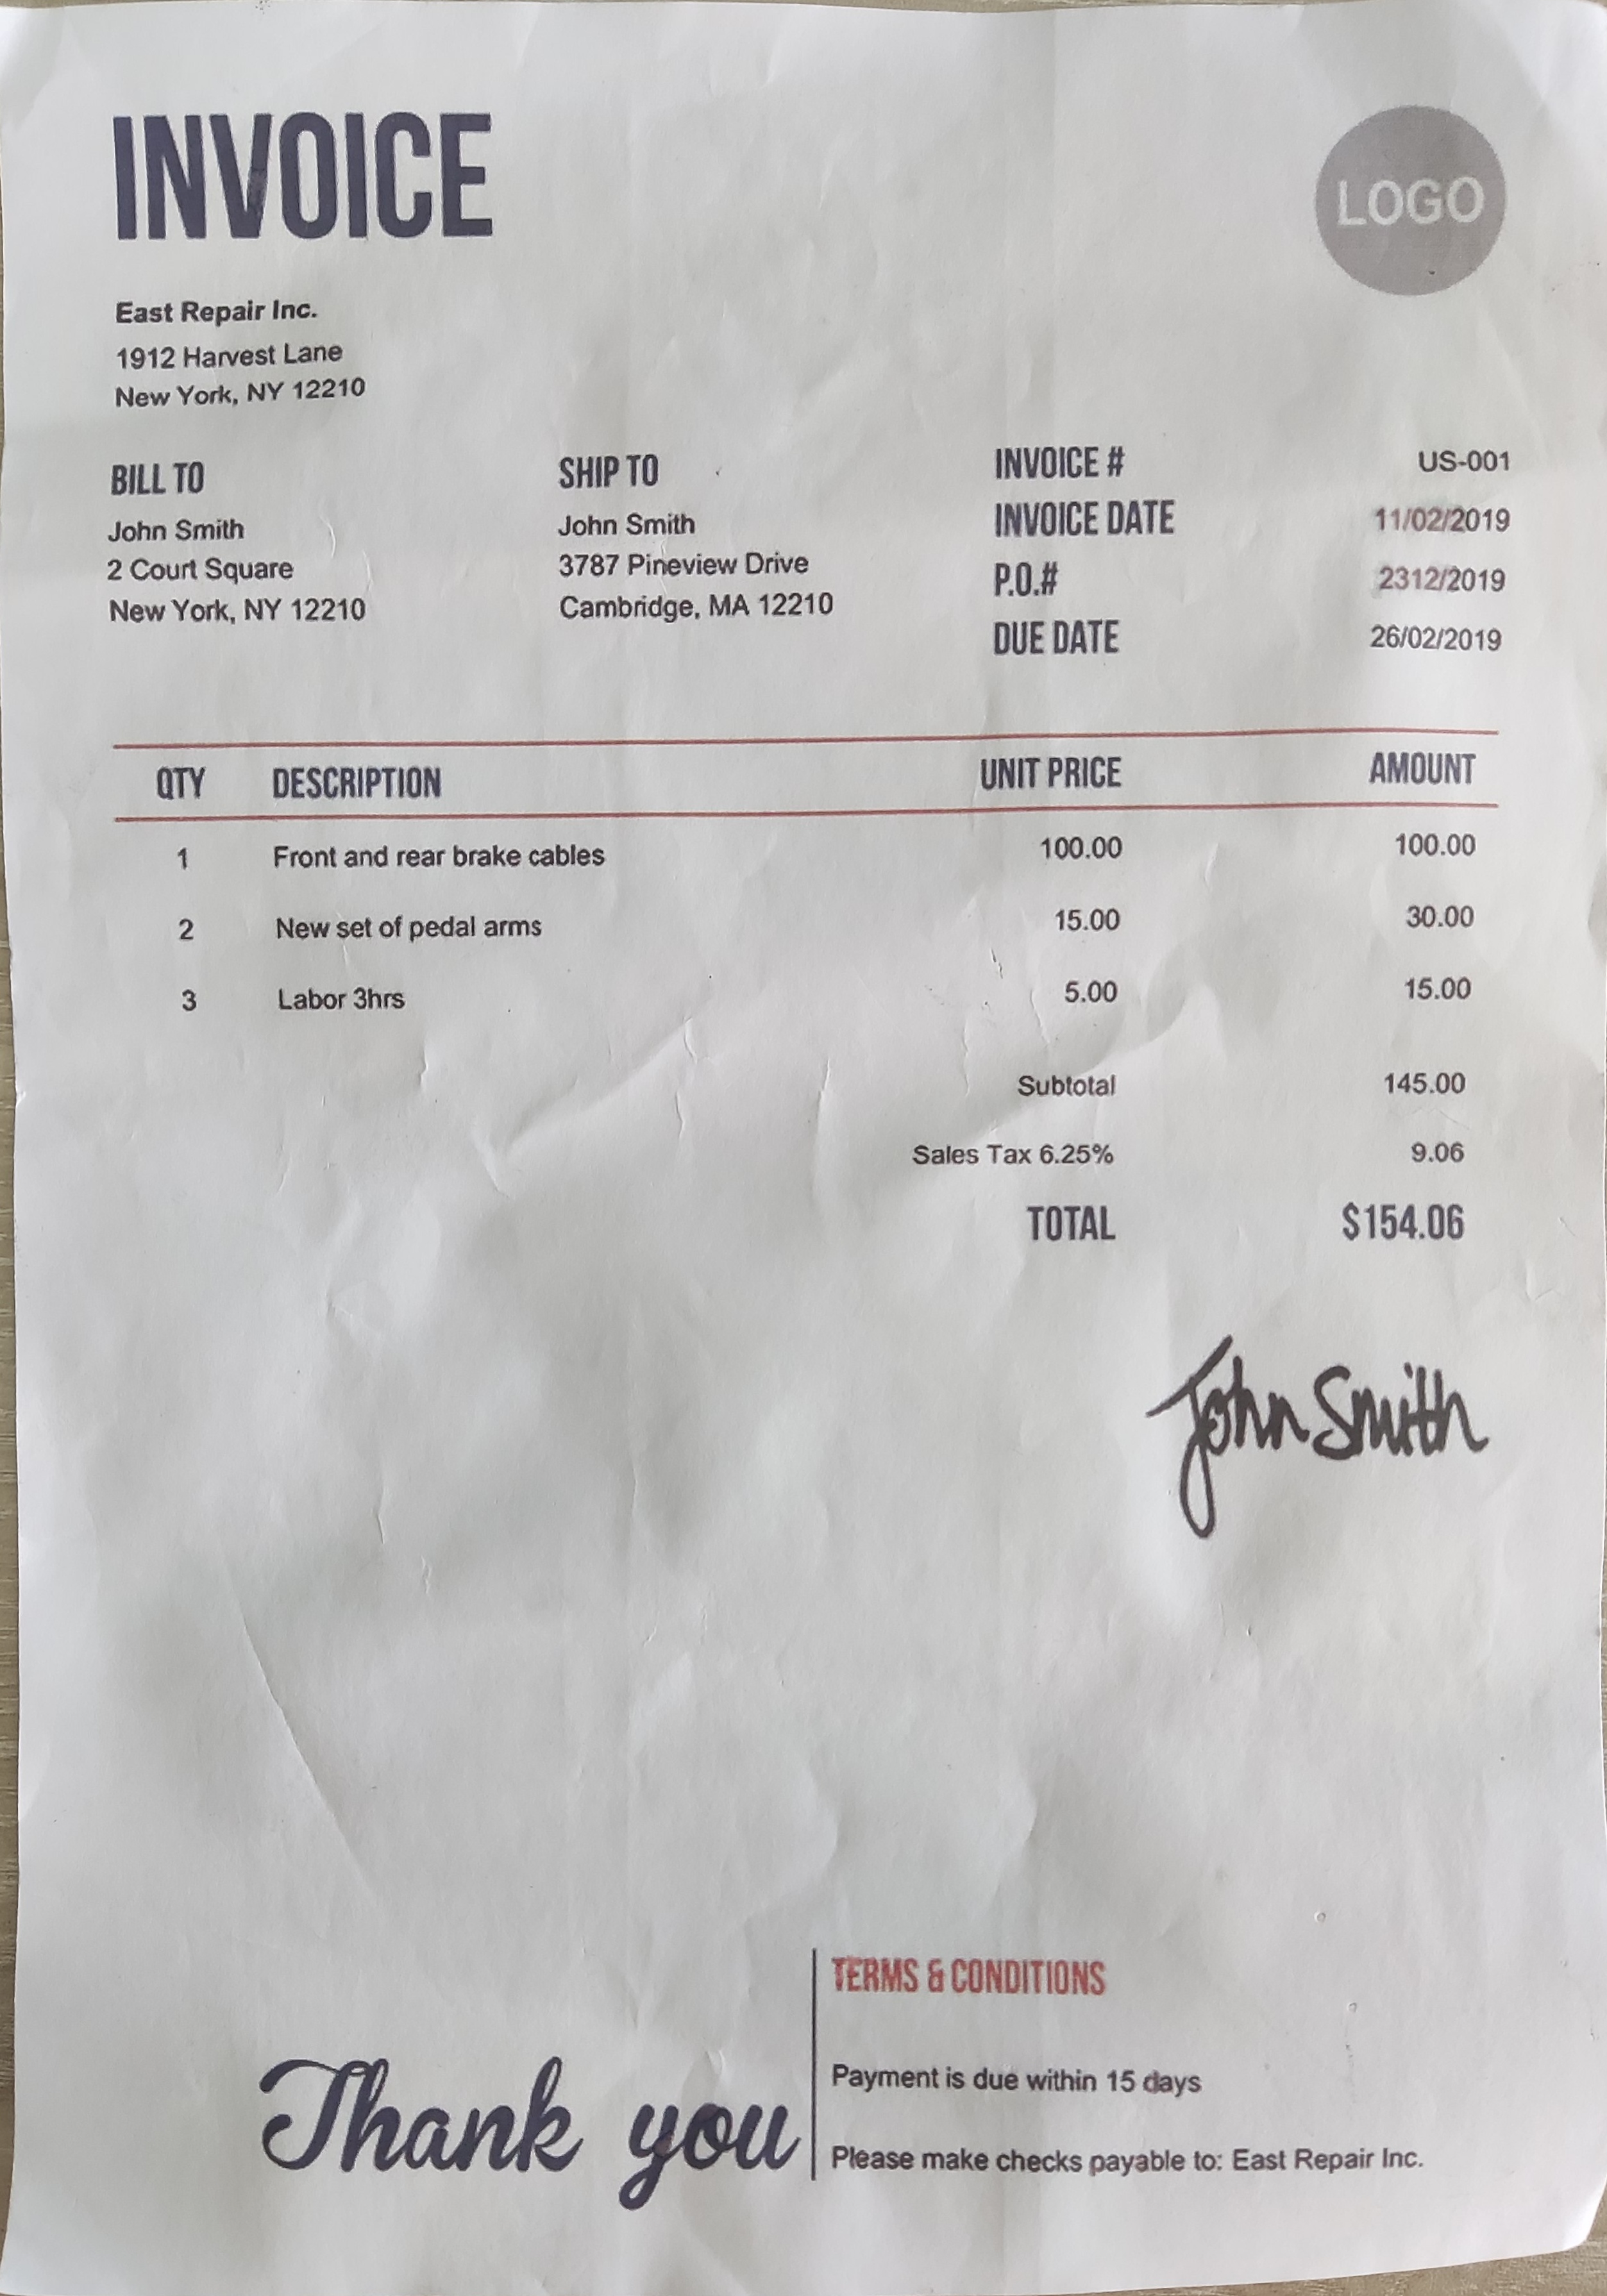 INVOICE
LOGO
East Repair Inc.
1912 Harvest Lane
New York, NY 12210
BILL TO
John Smith
2 Court Square
New York, NY 12210
SHIP TO
John Smith
3787 Pineview Drive
Cambridge, MA 12210
INVOICE # US-001
INVOICE DATE 11/02/2019
P.O.# 2312/2019
DUE DATE 26/02/2019
QTY DESCRIPTION UNIT PRICE AMOUNT
1 Front and rear brake cables 100.00 100.00
2 New set of pedal arms 15.00 30.00
3 Labor 3hrs 5.00 15.00
Subtotal 145.00
Sales Tax 6.25% 9.06
TOTAL $154.06
John Smith
Thank you
TERMS & CONDITIONS
Payment is due within 15 days
Please make checks payable to: East Repair Inc.